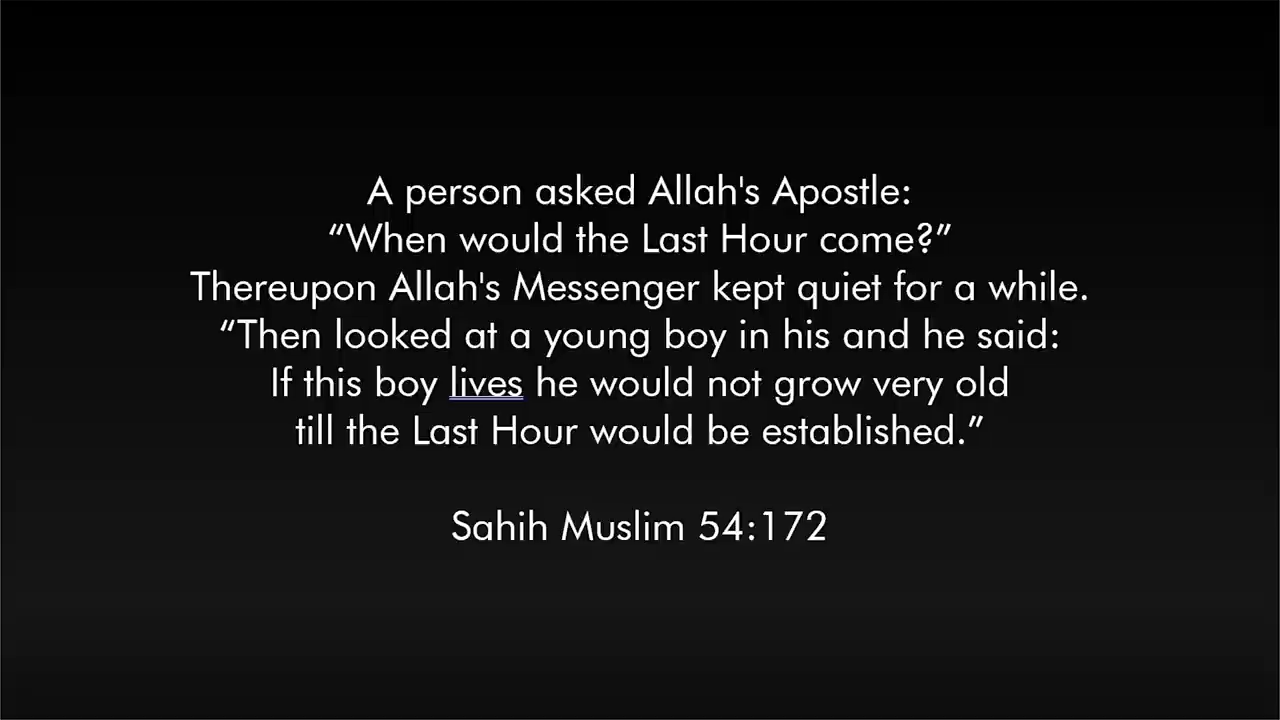 A person asked Allah's Apostle:
“When would the Last Hour come?”
Thereupon Allah's Messenger kept quiet for a while.
“Then looked at a young boy in his and he said:
If this boy lives he would not grow very old
till the Last Hour would be established.”
Sahih Muslim 54:172